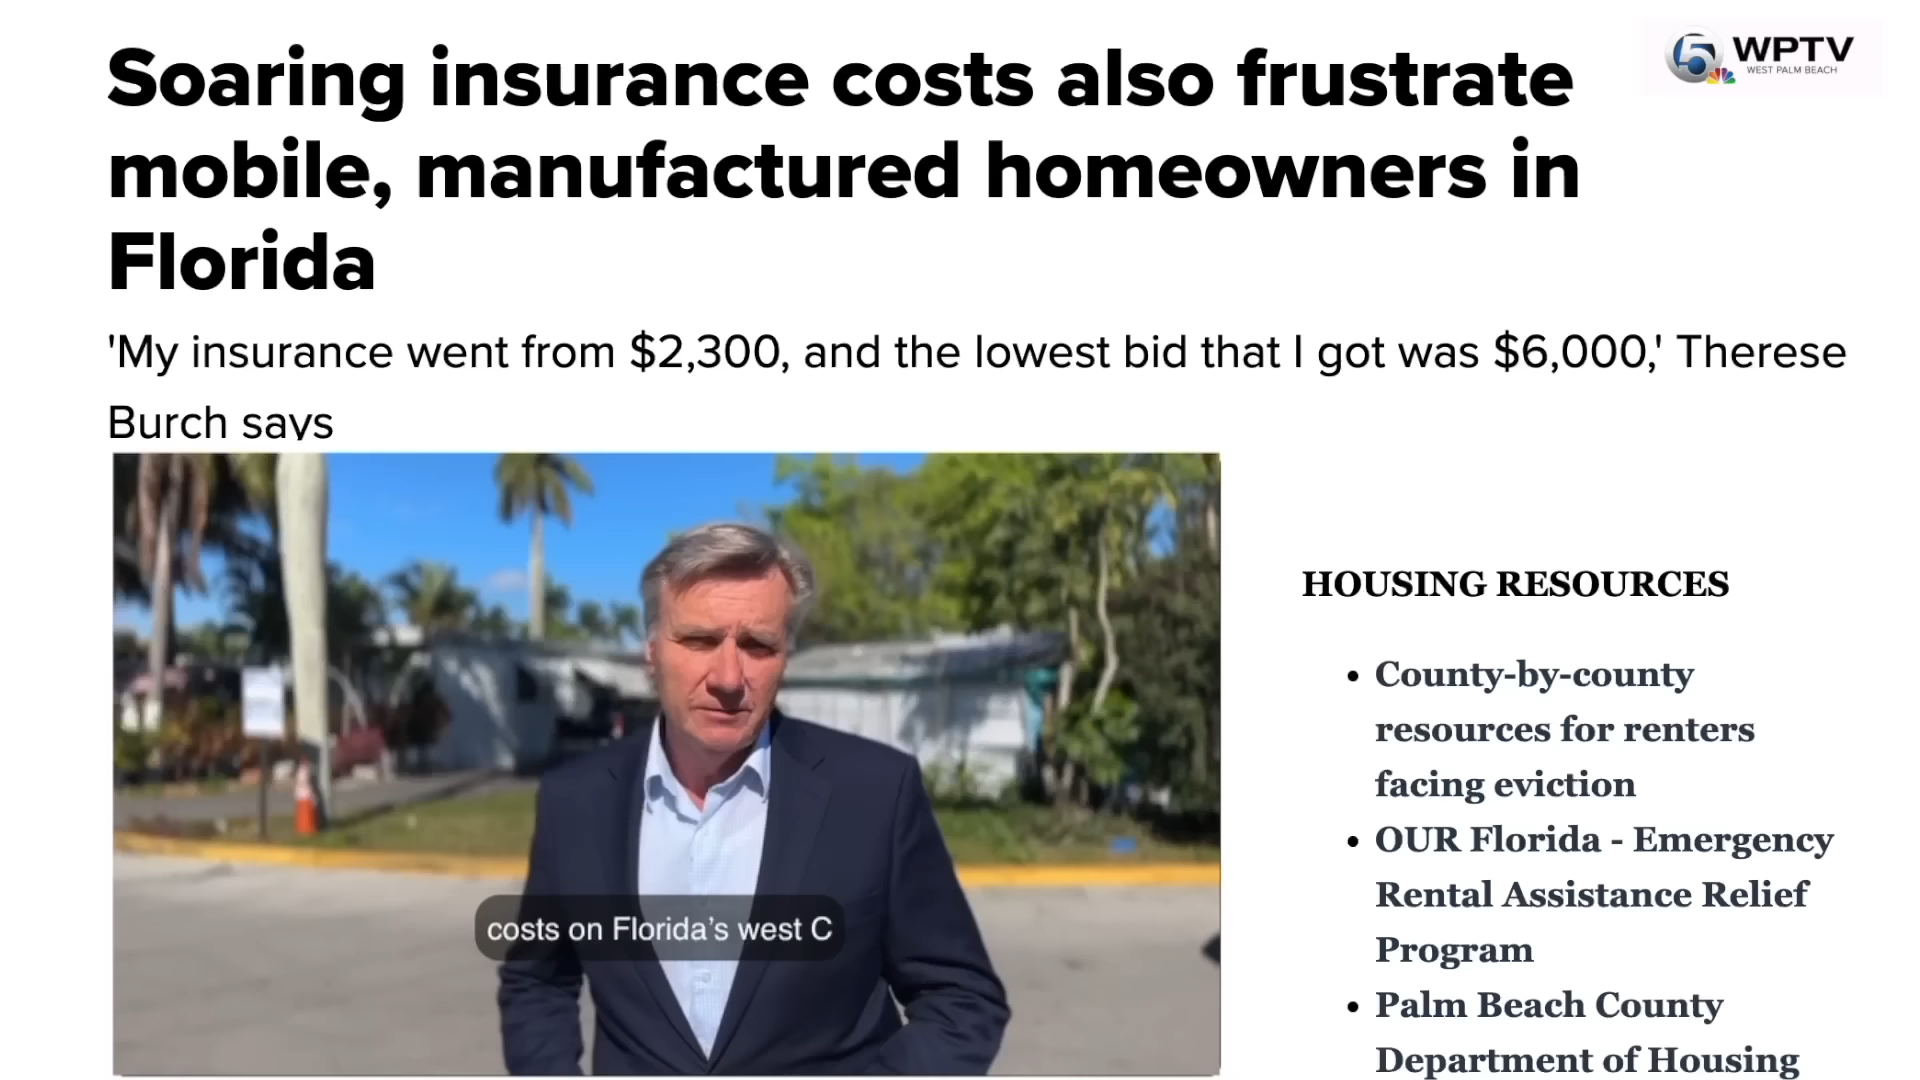 Soaring insurance costs also frustrate
mobile, manufactured homeowners in
Florida
5 WPTV
WEST PALM BEACH
'My insurance went from $2,300, and the lowest bid that I got was $6,000,' Therese
Burch says
costs on Florida's west C
HOUSING RESOURCES
• County-by-county
resources for renters
facing eviction
• OUR Florida - Emergency
Rental Assistance Relief
Program
• Palm Beach County
Department of Housing